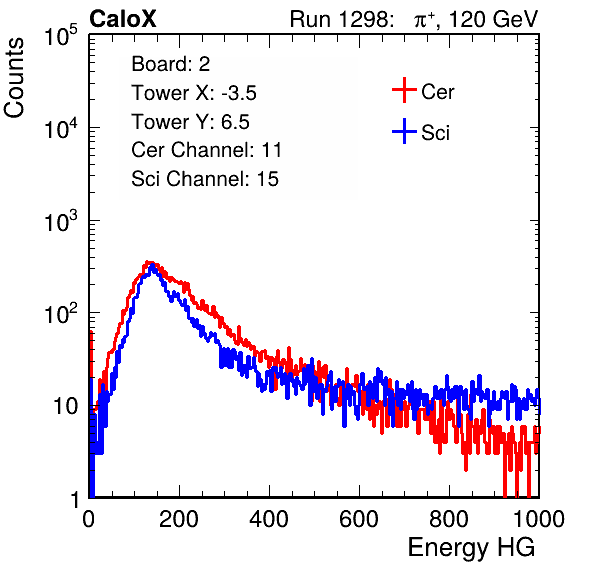 CaloX Run 1298: π⁺, 120 GeV
Counts
10⁵
10⁴
10³
10²
10
1
Board: 2
Tower X: -3.5
Tower Y: 6.5
Cer Channel: 11
Sci Channel: 15
Cer
Sci
0 200 400 600 800 1000
Energy HG